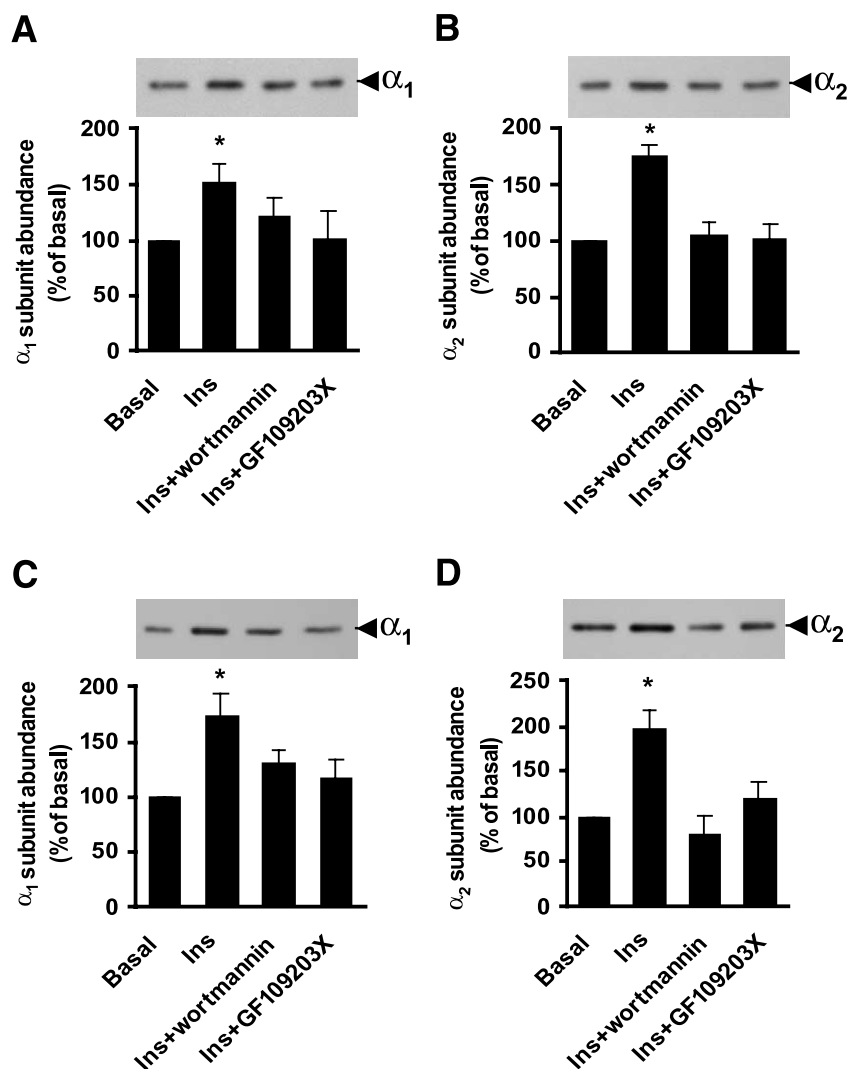 A
α1
α1 subunit abundance
(% of basal)
200
150
100
50
0
*
Basal
Ins
Ins+wortmannin
Ins+GF109203X
B
α2
α2 subunit abundance
(% of basal)
200
150
100
50
0
*
Basal
Ins
Ins+wortmannin
Ins+GF109203X
C
α1
α1 subunit abundance
(% of basal)
200
150
100
50
0
*
Basal
Ins
Ins+wortmannin
Ins+GF109203X
D
α2
α2 subunit abundance
(% of basal)
250
200
150
100
50
0
*
Basal
Ins
Ins+wortmannin
Ins+GF109203X